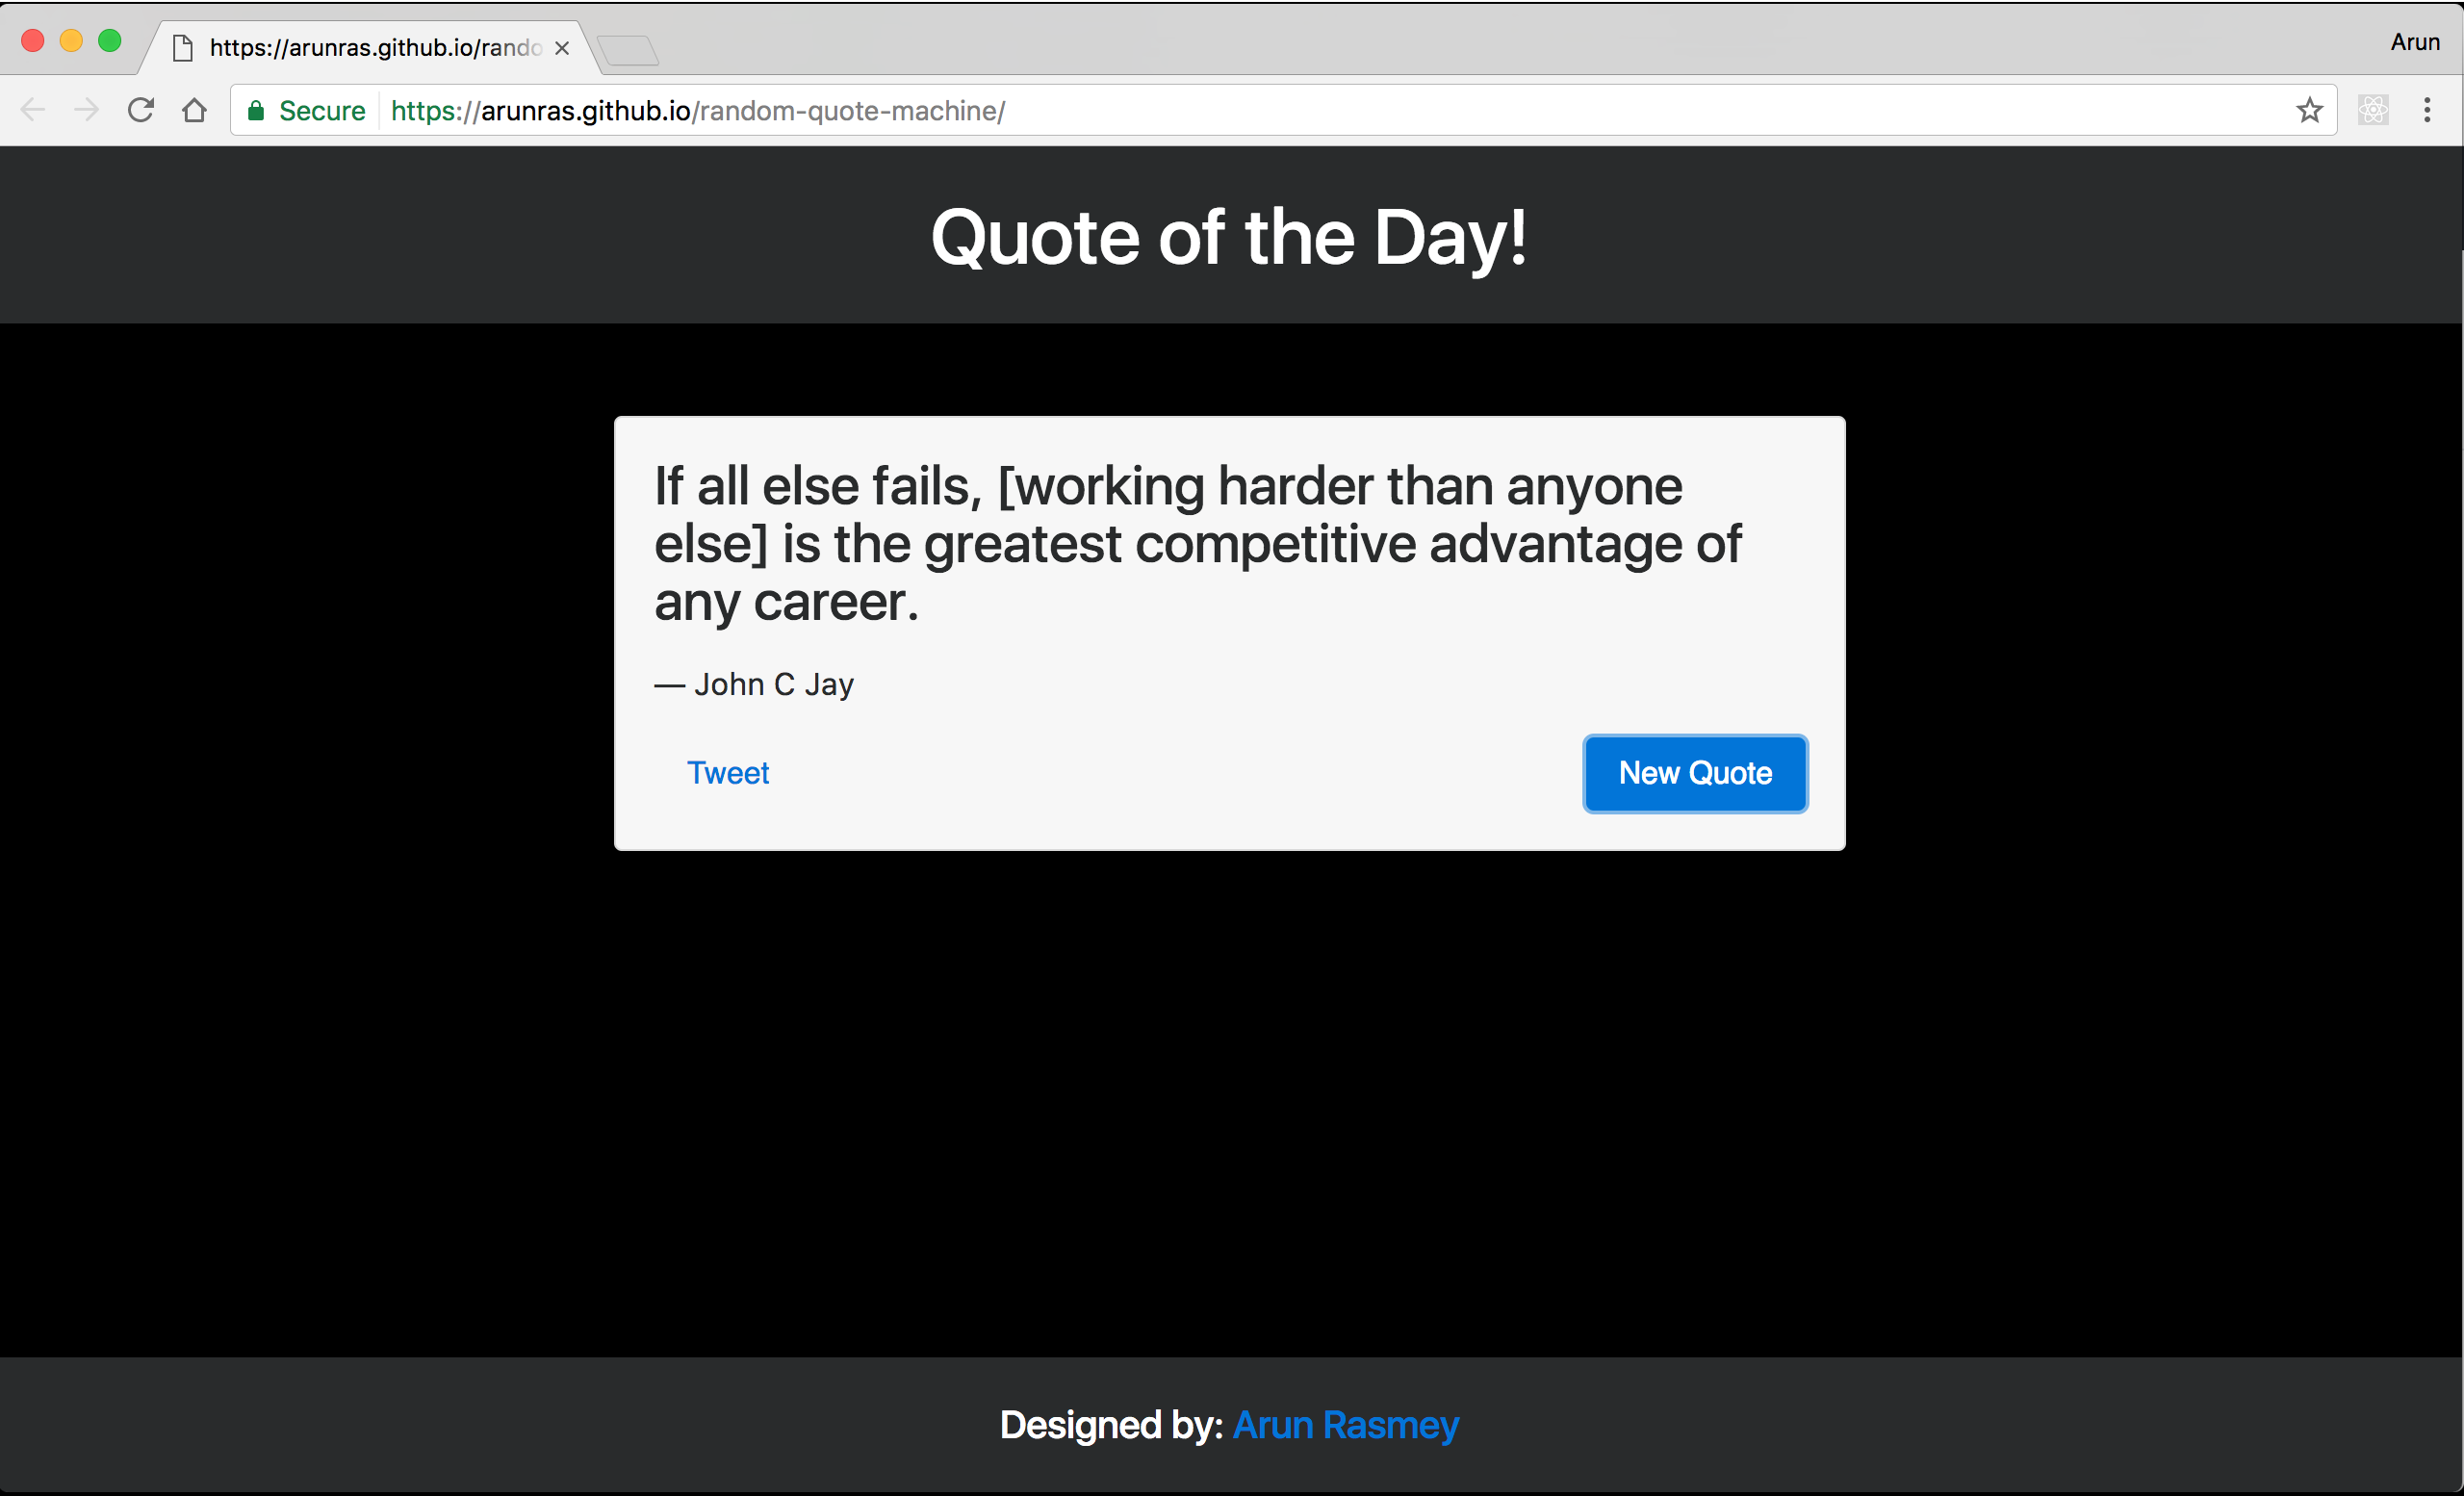 https://arunras.github.io/rando
Arun
Secure https://arunras.github.io/random-quote-machine/
Quote of the Day!
If all else fails, [working harder than anyone
else] is the greatest competitive advantage of
any career.
— John C Jay
Tweet New Quote
Designed by: Arun Rasmey